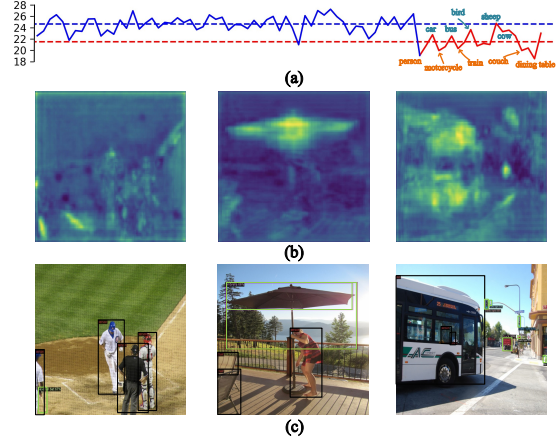 28
26
24
22
20
18
bird
sheep
car
bus
cow
person
motorcycle
train
couch
dining table
(a)
(b)
(c)